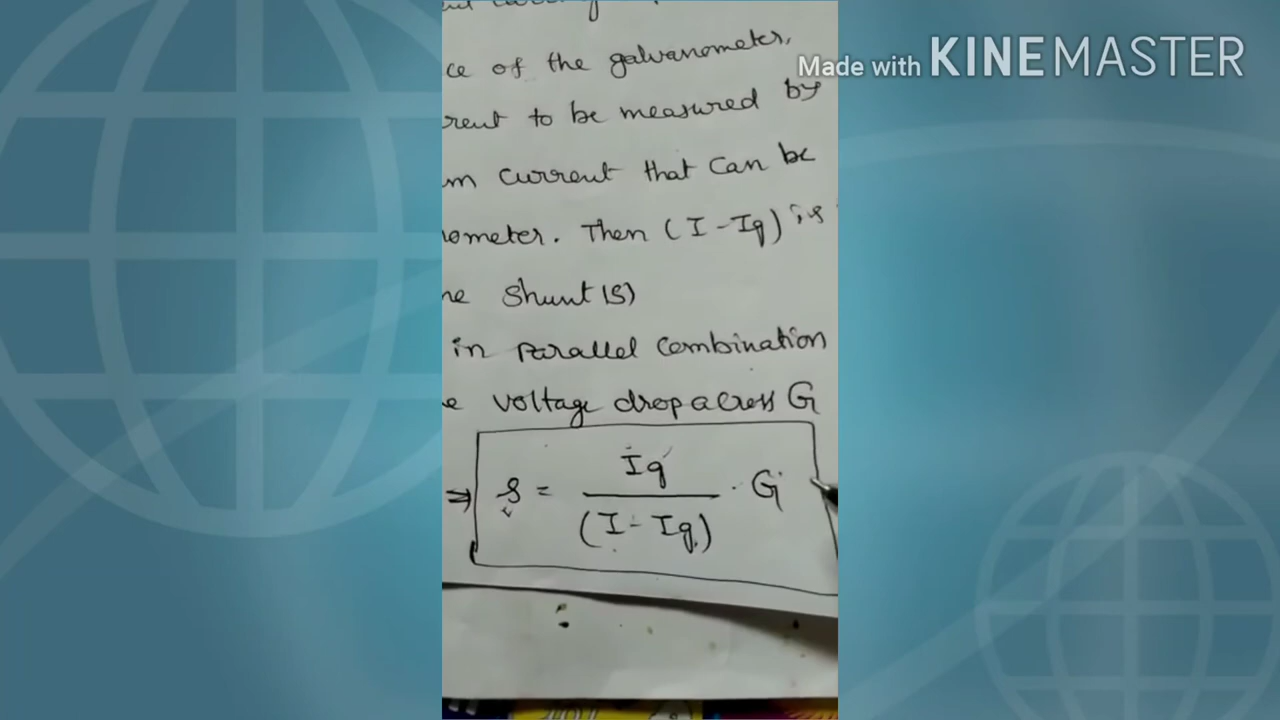 Made with KINEMASTER
ce of the galvanometer,
rent to be measured by
m current that can be
ometer. Then (I - Ig) is
he Shunt (S)
in parallel combination
e voltage drop across G
⇒ S = Ig / (I - Ig) . G